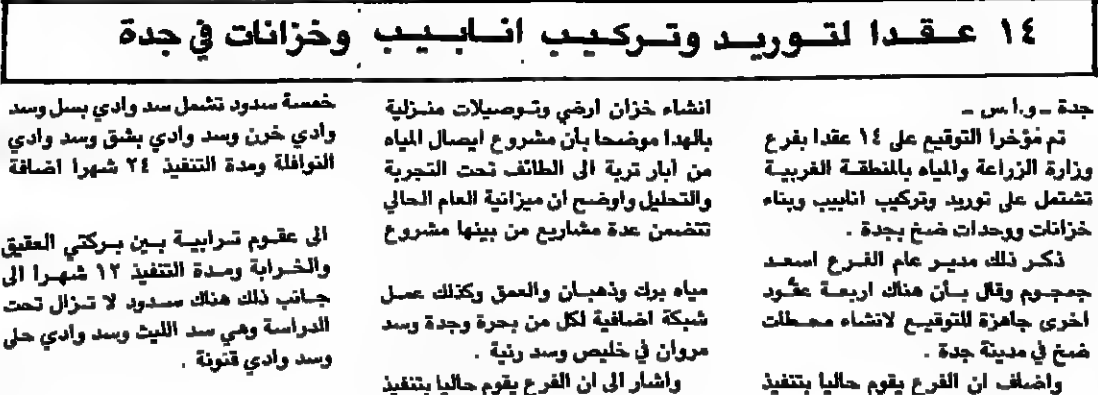 ١٤ عقدا لتوريد وتركيب انابيب وخزانات في جدة
جدة ـ و.ا.س ـ
تم مؤخرا التوقيع على ١٤ عقدا بفرع
وزارة الزراعة والمياه بالمنطقة الغربية
تشتمل على توريد وتركيب انابيب وبناء
خزانات ووحدات ضخ بجدة .
ذكر ذلك مدير عام الفرع اسعد
جمجوم وقال بأن هناك اربعة عقود
اخرى جاهزة للتوقيع لانشاء محطات
ضخ في مدينة جدة .
واضاف ان الفرع يقوم حاليا بتنفيذ
انشاء خزان ارضي وتوصيلات منزلية
بالهدا موضحا بأن مشروع ايصال المياه
من آبار تربة الى الطائف تحت التجربة
والتحليل واوضح ان ميزانية العام الحالي
تتضمن عدة مشاريع من بينها مشروع
مياه برك وذهبان والعمق وكذلك عمل
شبكة اضافية لكل من بحرة وجدة وسد
مروان في خليص وسد رنية .
واشار الى ان الفرع يقوم حاليا بتنفيذ
خمسة سدود تشمل سد وادي بسل وسد
وادي خرن وسد وادي بشق وسد وادي
النوافلة ومدة التنفيذ ٢٤ شهرا اضافة
الى عقوم ترابية بين بركتي العقيق
والخرابة ومدة التنفيذ ١٢ شهرا الى
جانب ذلك هناك سدود لا تزال تحت
الدراسة وهي سد الليث وسد وادي حلى
وسد وادي قنونة .